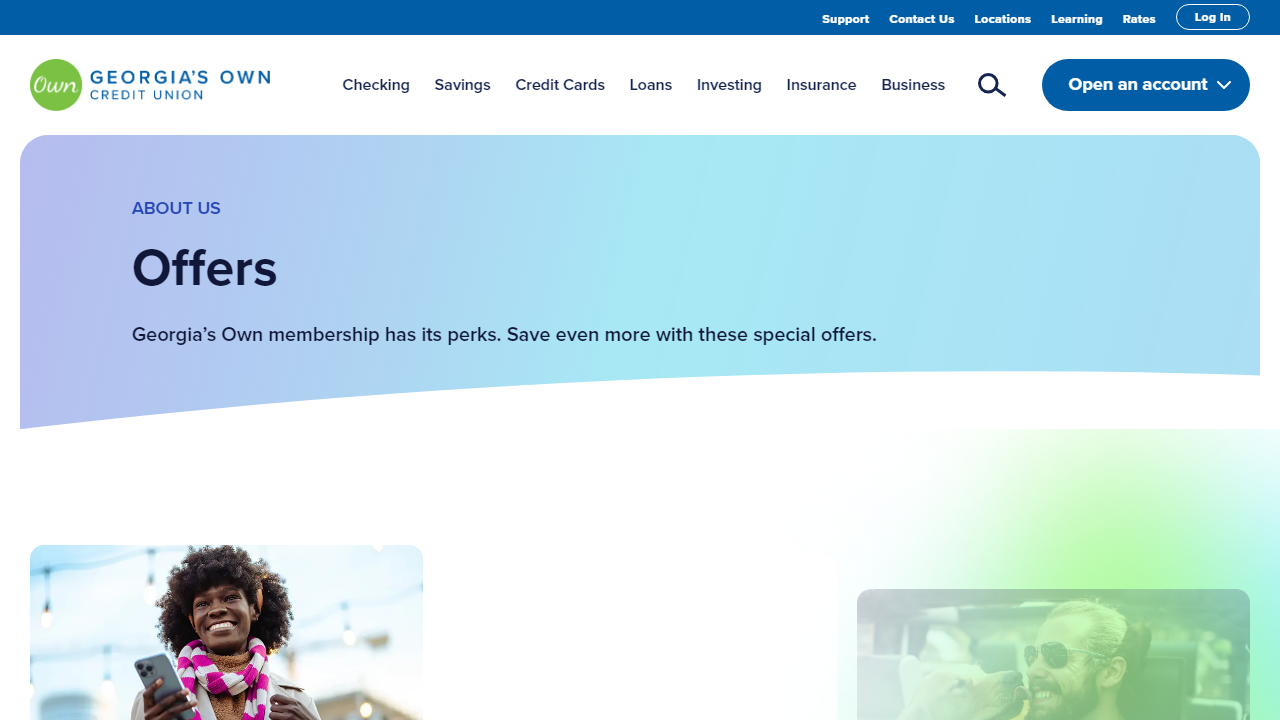 Support Contact Us Locations Learning Rates Log In
Own GEORGIA'S OWN
CREDIT UNION
Checking Savings Credit Cards Loans Investing Insurance Business Open an account
ABOUT US
Offers
Georgia’s Own membership has its perks. Save even more with these special offers.